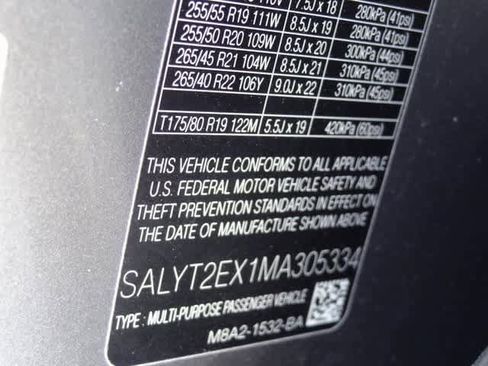 7.5J x 18 280kPa (41psi)
255/55 R19 111W 8.5J x 19 280kPa (41psi)
255/50 R20 109W 8.5J x 20 300kPa (44psi)
265/45 R21 104W 8.5J x 21 310kPa (45psi)
265/40 R22 106Y 9.0J x 22 310kPa (45psi)
T175/80 R19 122M 5.5J x 19 420kPa (60psi)
THIS VEHICLE CONFORMS TO ALL APPLICABLE
U.S. FEDERAL MOTOR VEHICLE SAFETY AND
THEFT PREVENTION STANDARDS IN EFFECT ON
THE DATE OF MANUFACTURE SHOWN ABOVE.
SALYT2EX1MA305334
TYPE : MULTI-PURPOSE PASSENGER VEHICLE
M8A2-1532-BA